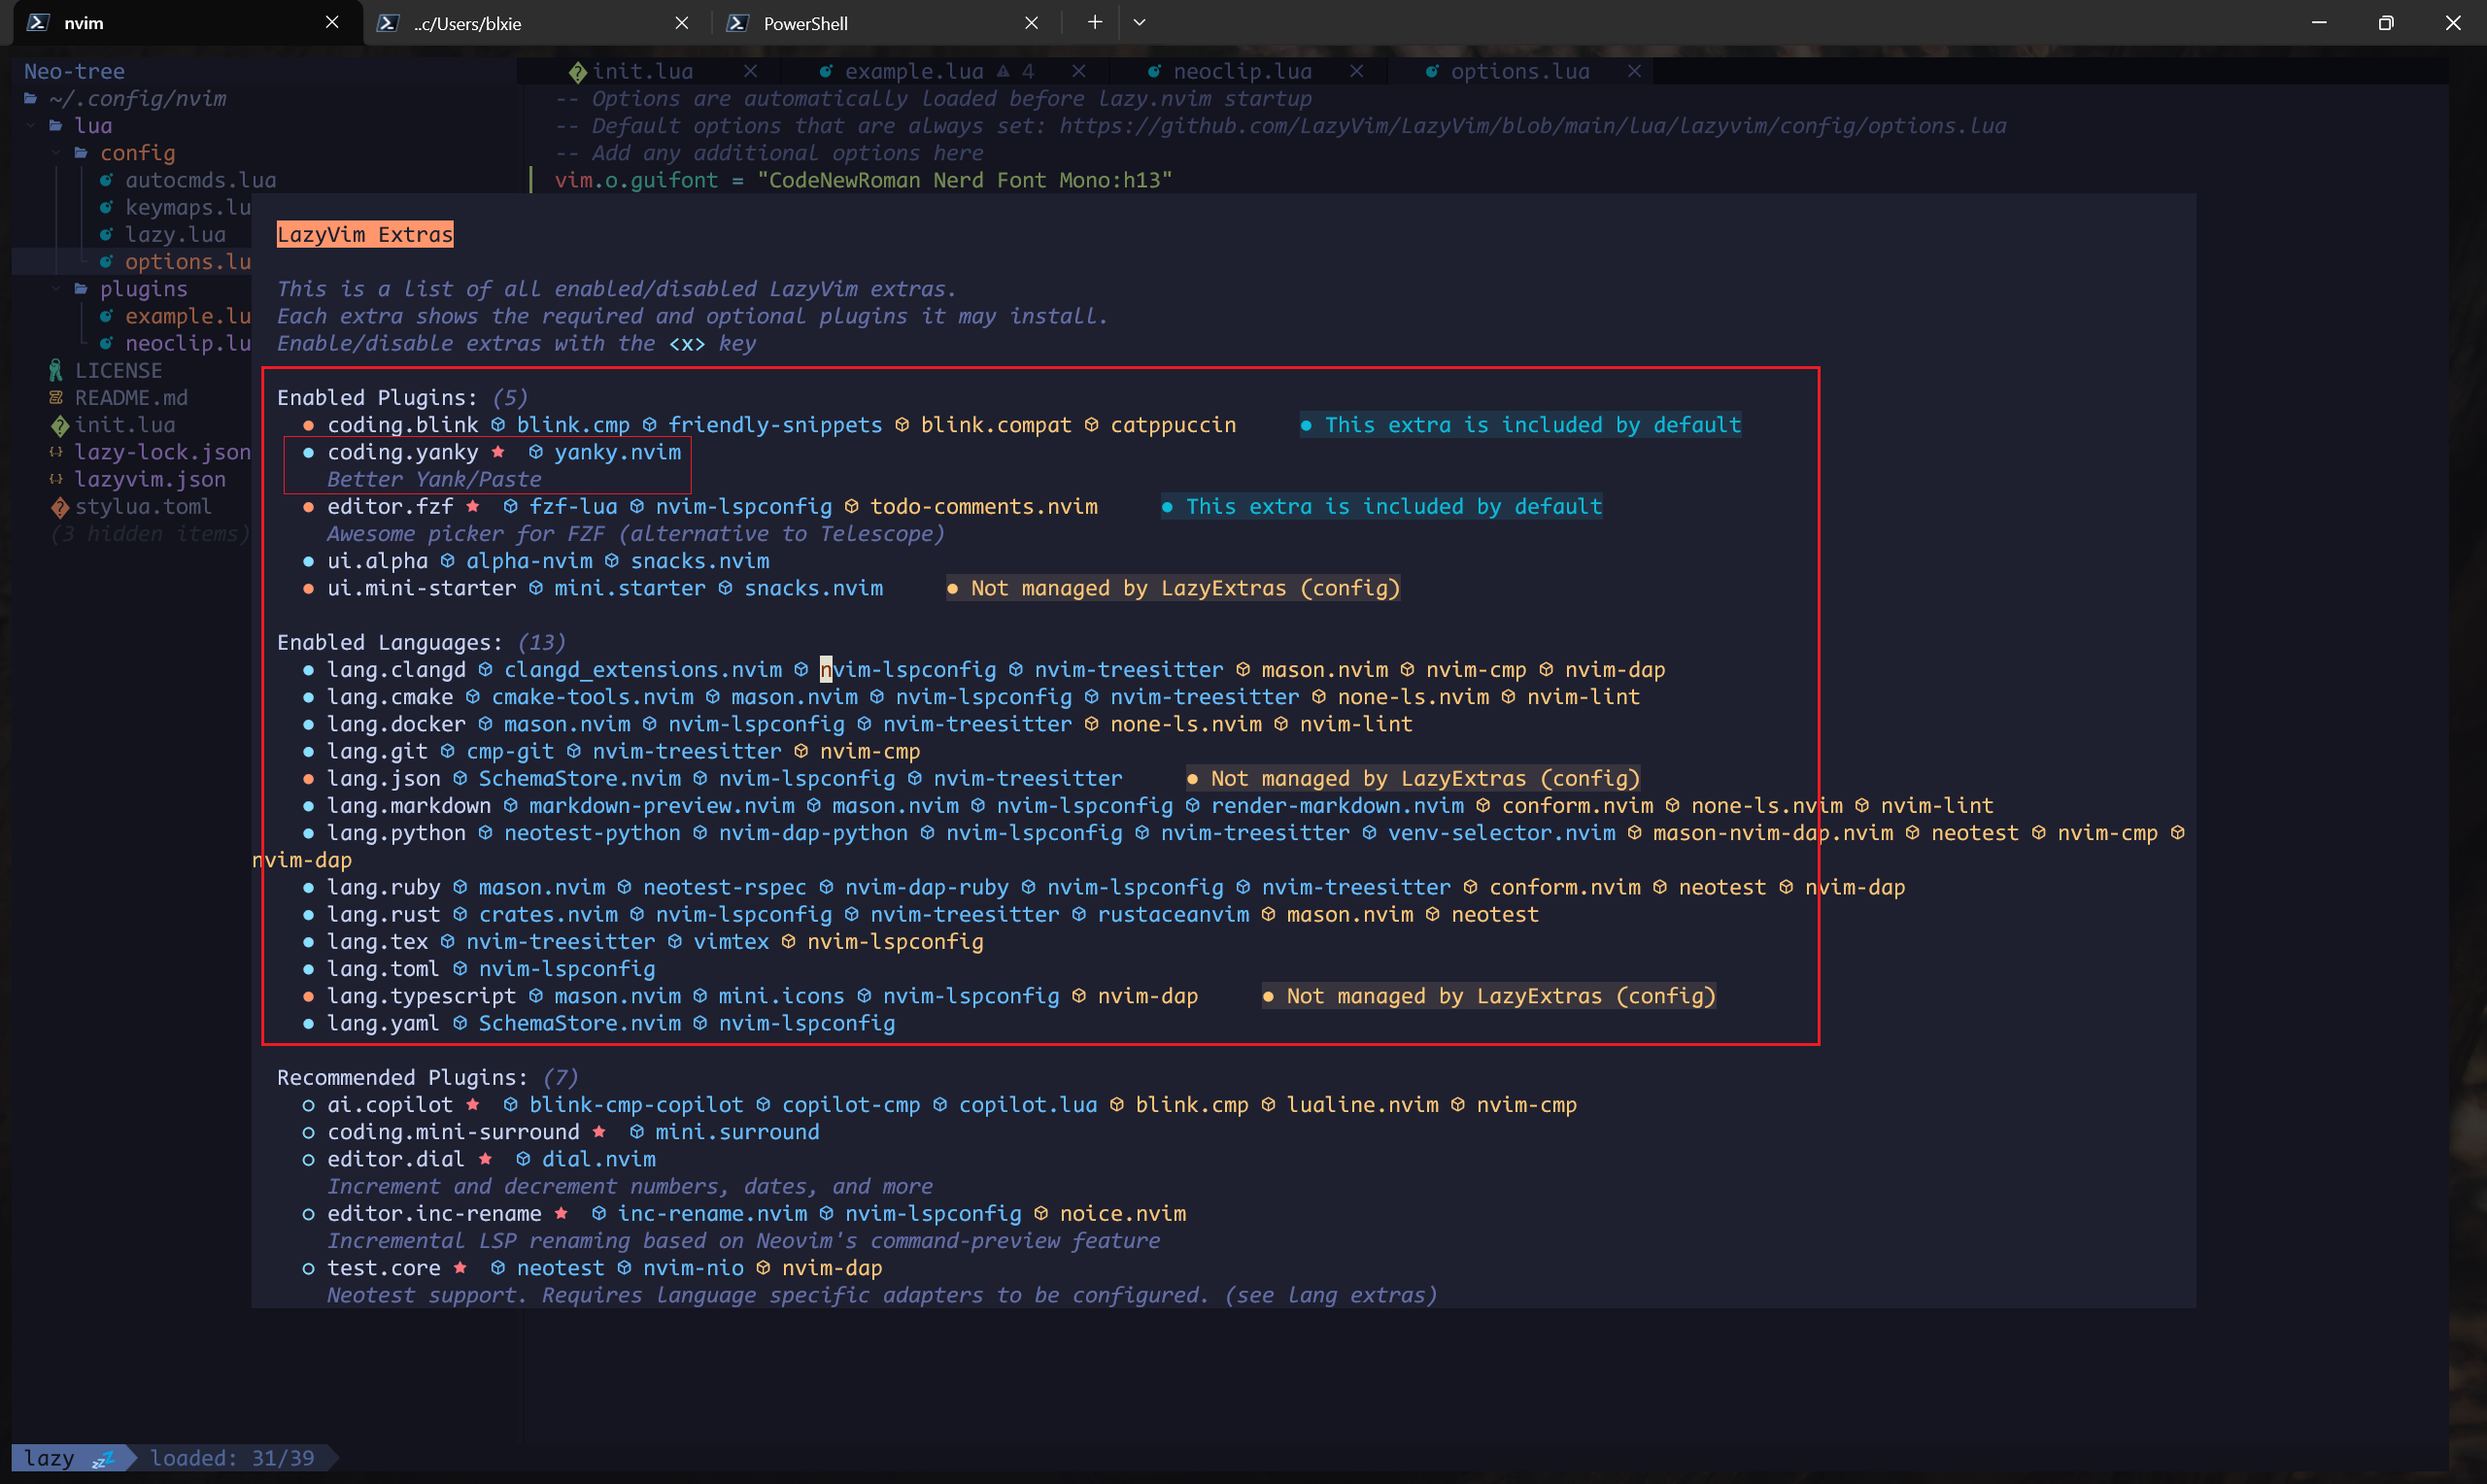 nvim
..c/Users/blxie
PowerShell
Neo-tree
init.lua
example.lua 4
neoclip.lua
options.lua
~/.config/nvim
lua
config
autocmds.lua
keymaps.lu
lazy.lua
options.lu
plugins
example.lu
neoclip.lu
LICENSE
README.md
init.lua
lazy-lock.json
lazyvim.json
stylua.toml
(3 hidden items)
-- Options are automatically loaded before lazy.nvim startup
-- Default options that are always set: https://github.com/LazyVim/LazyVim/blob/main/lua/lazyvim/config/options.lua
-- Add any additional options here
vim.o.guifont = "CodeNewRoman Nerd Font Mono:h13"
LazyVim Extras
This is a list of all enabled/disabled LazyVim extras.
Each extra shows the required and optional plugins it may install.
Enable/disable extras with the <x> key
Enabled Plugins: (5)
coding.blink blink.cmp friendly-snippets blink.compat catppuccin This extra is included by default
coding.yanky yanky.nvim
Better Yank/Paste
editor.fzf fzf-lua nvim-lspconfig todo-comments.nvim This extra is included by default
Awesome picker for FZF (alternative to Telescope)
ui.alpha alpha-nvim snacks.nvim
ui.mini-starter mini.starter snacks.nvim Not managed by LazyExtras (config)
Enabled Languages: (13)
lang.clangd clangd_extensions.nvim nvim-lspconfig nvim-treesitter mason.nvim nvim-cmp nvim-dap
lang.cmake cmake-tools.nvim mason.nvim nvim-lspconfig nvim-treesitter none-ls.nvim nvim-lint
lang.docker mason.nvim nvim-lspconfig nvim-treesitter none-ls.nvim nvim-lint
lang.git cmp-git nvim-treesitter nvim-cmp
lang.json SchemaStore.nvim nvim-lspconfig nvim-treesitter Not managed by LazyExtras (config)
lang.markdown markdown-preview.nvim mason.nvim nvim-lspconfig render-markdown.nvim conform.nvim none-ls.nvim nvim-lint
lang.python neotest-python nvim-dap-python nvim-lspconfig nvim-treesitter venv-selector.nvim mason-nvim-dap.nvim neotest nvim-cmp
nvim-dap
lang.ruby mason.nvim neotest-rspec nvim-dap-ruby nvim-lspconfig nvim-treesitter conform.nvim neotest nvim-dap
lang.rust crates.nvim nvim-lspconfig nvim-treesitter rustaceanvim mason.nvim neotest
lang.tex nvim-treesitter vimtex nvim-lspconfig
lang.toml nvim-lspconfig
lang.typescript mason.nvim mini.icons nvim-lspconfig nvim-dap Not managed by LazyExtras (config)
lang.yaml SchemaStore.nvim nvim-lspconfig
Recommended Plugins: (7)
ai.copilot blink-cmp-copilot copilot-cmp copilot.lua blink.cmp lualine.nvim nvim-cmp
coding.mini-surround mini.surround
editor.dial dial.nvim
Increment and decrement numbers, dates, and more
editor.inc-rename inc-rename.nvim nvim-lspconfig noice.nvim
Incremental LSP renaming based on Neovim's command-preview feature
test.core neotest nvim-nio nvim-dap
Neotest support. Requires language specific adapters to be configured. (see lang extras)
lazy 💤 loaded: 31/39